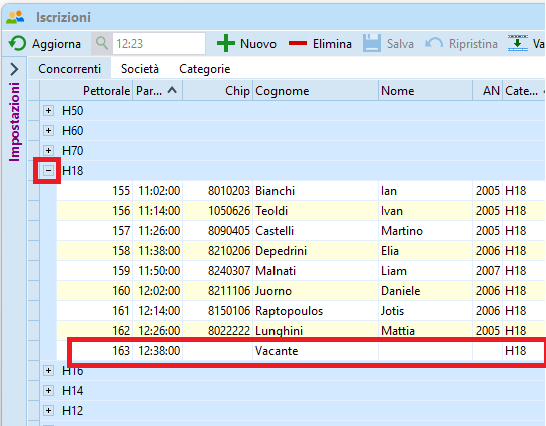 Iscrizioni
Aggiorna 12:23 Nuovo Elimina Salva Ripristina Va
Impostazioni
Concorrenti Società Categorie
Pettorale Par... Chip Cognome Nome AN Cate...
H50
H60
H70
H18
155 11:02:00 8010203 Bianchi Ian 2005 H18
156 11:14:00 1050626 Teoldi Ivan 2005 H18
157 11:26:00 8090405 Castelli Martino 2005 H18
158 11:38:00 8210206 Depedrini Elia 2006 H18
159 11:50:00 8240307 Malnati Liam 2007 H18
160 12:02:00 8211106 Juorno Daniele 2006 H18
161 12:14:00 8150106 Raptopoulos Jotis 2006 H18
162 12:26:00 8022222 Lunghini Mattia 2005 H18
163 12:38:00 Vacante H18
H16
H14
H12